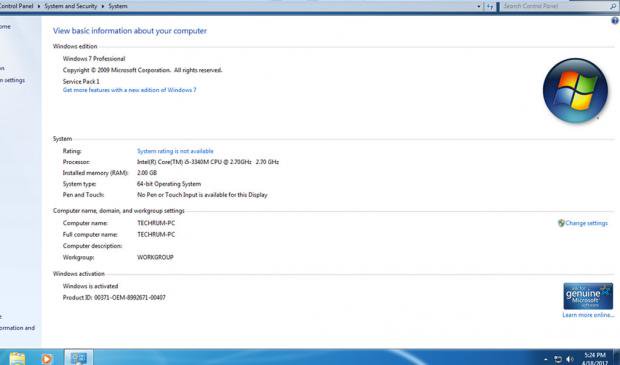 Control Panel ▸ System and Security ▸ System
Search Control Panel
ome
View basic information about your computer
Windows edition
Windows 7 Professional
Copyright © 2009 Microsoft Corporation. All rights reserved.
n settings
Service Pack 1
Get more features with a new edition of Windows 7
System
Rating: System rating is not available
Processor: Intel(R) Core(TM) i5-3340M CPU @ 2.70GHz 2.70 GHz
Installed memory (RAM): 2.00 GB
System type: 64-bit Operating System
Pen and Touch: No Pen or Touch Input is available for this Display
Computer name, domain, and workgroup settings
Computer name: TECHRUM-PC
Change settings
Full computer name: TECHRUM-PC
Computer description:
Workgroup: WORKGROUP
Windows activation
Windows is activated
Product ID: 00371-OEM-8992671-00407
ask for
genuine
Microsoft
software
Learn more online...
ormation and
5:24 PM
4/18/2017